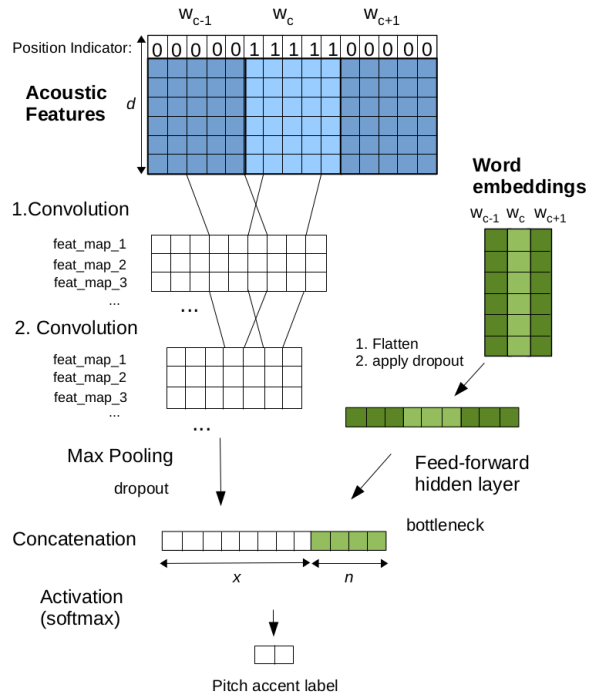 w_{c-1} w_c w_{c+1}
Position Indicator: 0 0 0 0 0 1 1 1 1 1 0 0 0 0 0
Acoustic
Features
d
Word
embeddings
w_{c-1} w_c w_{c+1}
1.Convolution
feat_map_1
feat_map_2
feat_map_3
...
...
2. Convolution
feat_map_1
feat_map_2
feat_map_3
...
...
1. Flatten
2. apply dropout
Max Pooling
dropout
Feed-forward
hidden layer
bottleneck
Concatenation
x
n
Activation
(softmax)
Pitch accent label